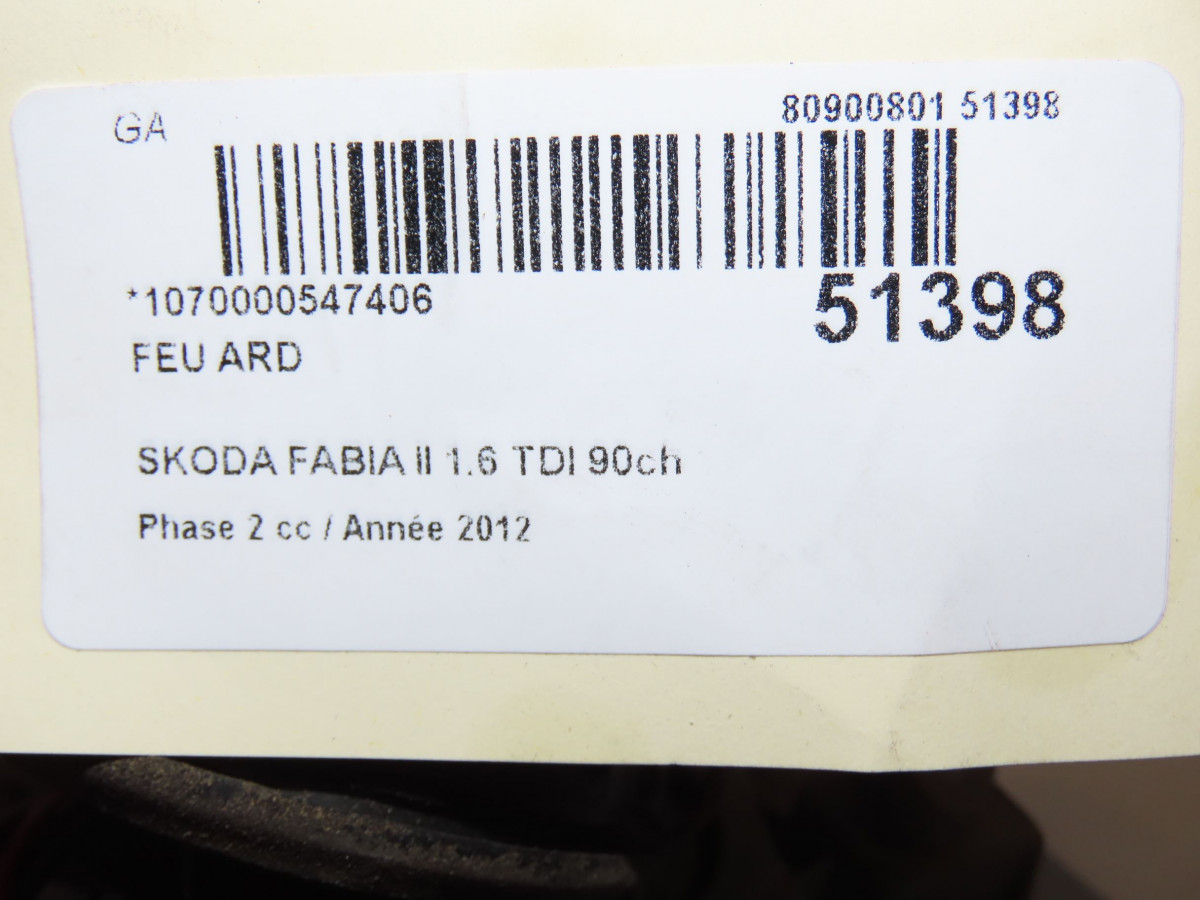 GA
80900801 51398
*1070000547406
51398
FEU ARD
SKODA FABIA II 1.6 TDI 90ch
Phase 2 cc / Année 2012